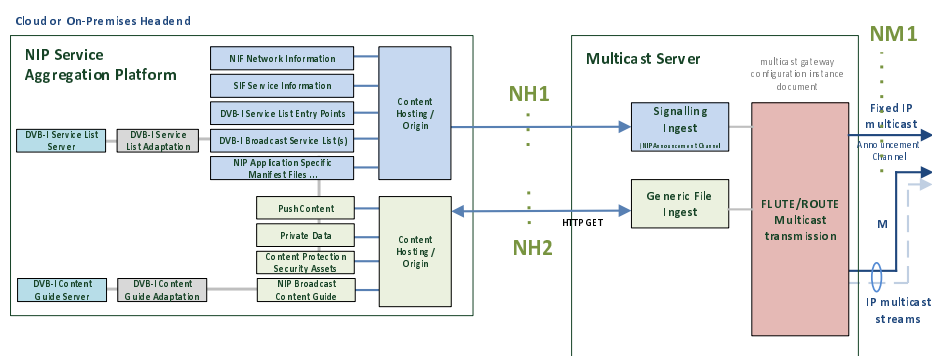 Cloud or On-Premises Headend
NIP Service
Aggregation Platform
NIF Network Information
SIF Service Information
DVB-I Service List Entry Points
DVB-I Broadcast Service List(s)
NIP Application Specific
Manifest Files ...
DVB-I Service List
Server
DVB-I Service
List Adaptation
Content
Hosting /
Origin
Push Content
Private Data
Content Protection
Security Assets
NIP Broadcast
Content Guide
DVB-I Content
Guide Server
DVB-I Content
Guide Adaptation
Content
Hosting /
Origin
NH1
NH2
HTTP GET
Multicast Server
multicast gateway
configuration instance
document
Signalling
Ingest
(NIP Announcement Channel
Generic File
Ingest
FLUTE/ROUTE
Multicast
transmission
NM1
Fixed IP
multicast
Announcement
Channel
M
IP multicast
streams